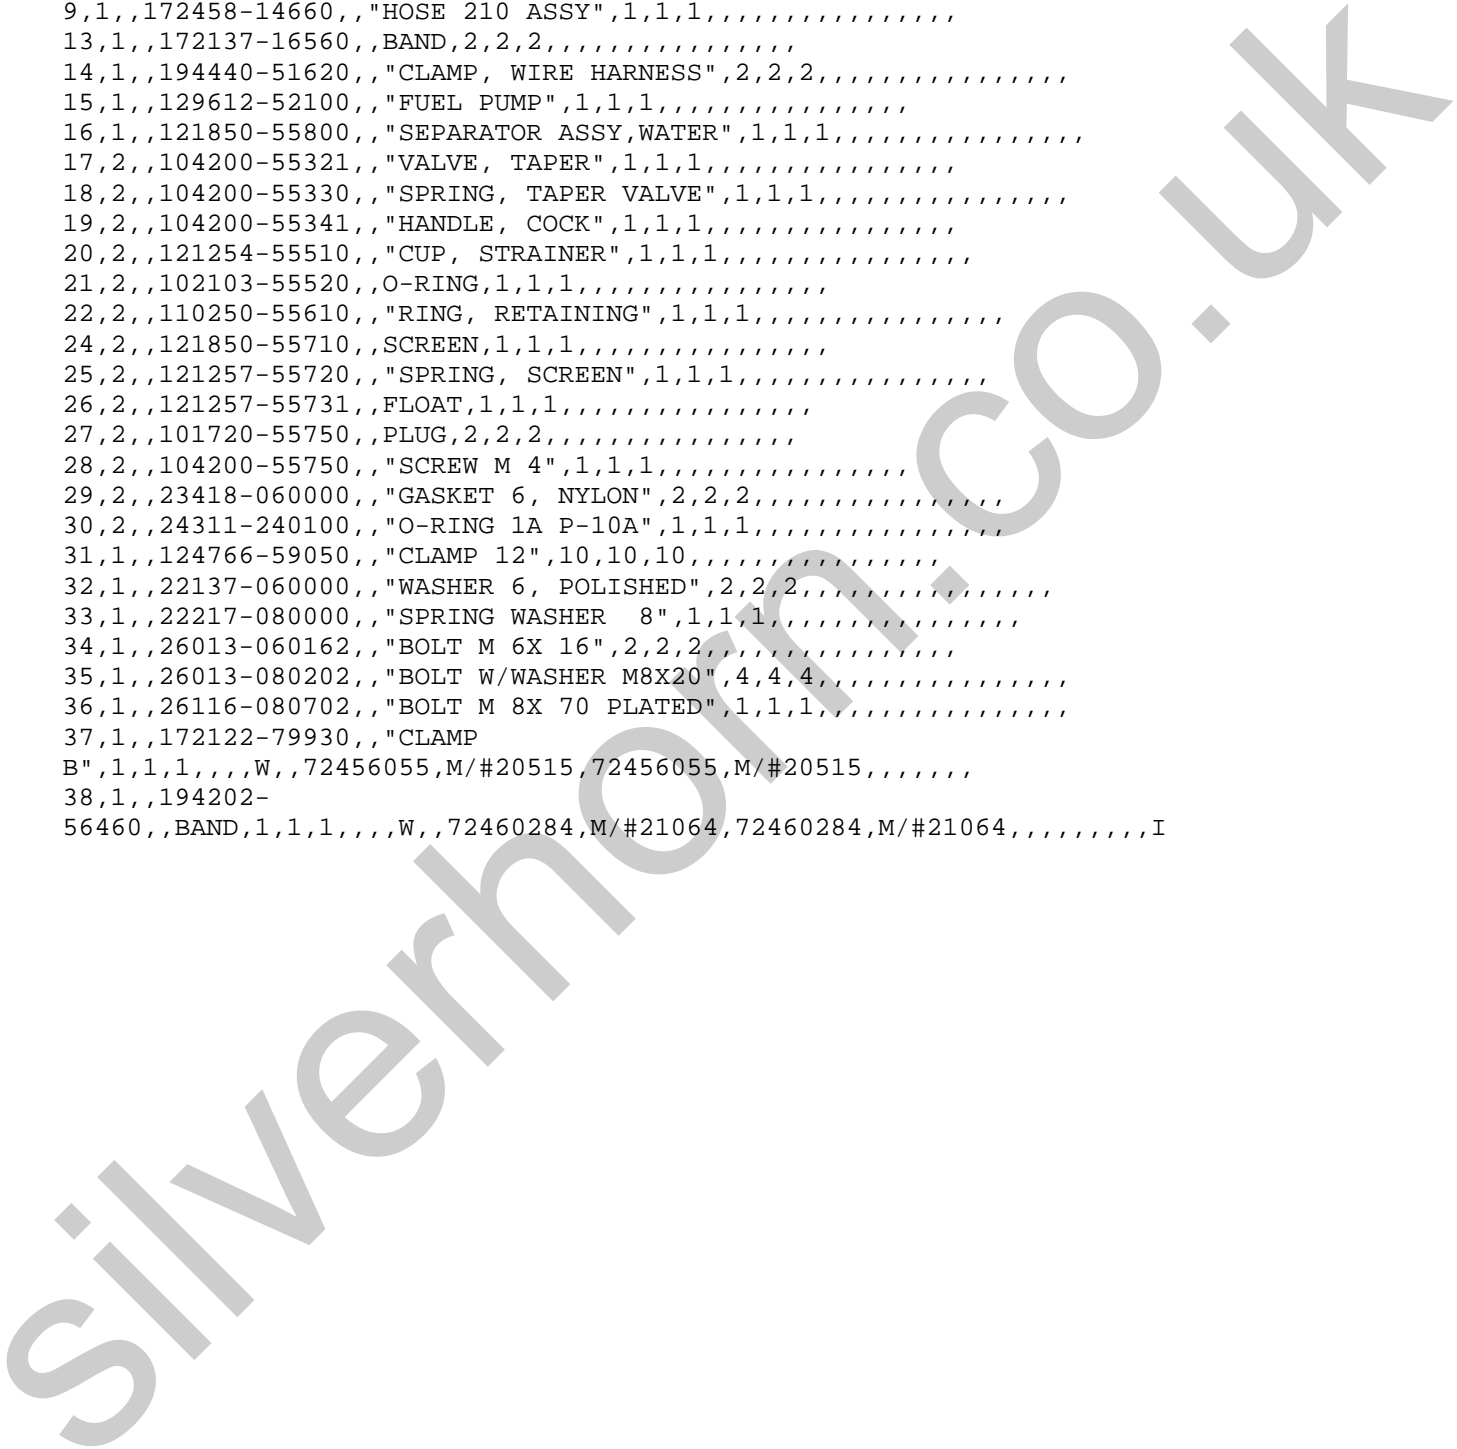 9,1,,172458-14660,,"HOSE 210 ASSY",1,1,1,,,,,,,,,,,,,,,,
13,1,,172137-16560,,BAND,2,2,2,,,,,,,,,,,,,,,,
14,1,,194440-51620,,"CLAMP, WIRE HARNESS",2,2,2,,,,,,,,,,,,,,,,
15,1,,129612-52100,,"FUEL PUMP",1,1,1,,,,,,,,,,,,,,,,
16,1,,121850-55800,,"SEPARATOR ASSY,WATER",1,1,1,,,,,,,,,,,,,,,,
17,2,,104200-55321,,"VALVE, TAPER",1,1,1,,,,,,,,,,,,,,,,
18,2,,104200-55330,,"SPRING, TAPER VALVE",1,1,1,,,,,,,,,,,,,,,,
19,2,,104200-55341,,"HANDLE, COCK",1,1,1,,,,,,,,,,,,,,,,
20,2,,121254-55510,,"CUP, STRAINER",1,1,1,,,,,,,,,,,,,,,,
21,2,,102103-55520,,O-RING,1,1,1,,,,,,,,,,,,,,,,
22,2,,110250-55610,,"RING, RETAINING",1,1,1,,,,,,,,,,,,,,,,
24,2,,121850-55710,,SCREEN,1,1,1,,,,,,,,,,,,,,,,
25,2,,121257-55720,,"SPRING, SCREEN",1,1,1,,,,,,,,,,,,,,,,
26,2,,121257-55731,,FLOAT,1,1,1,,,,,,,,,,,,,,,,
27,2,,101720-55750,,PLUG,2,2,2,,,,,,,,,,,,,,,,
28,2,,104200-55750,,"SCREW M 4",1,1,1,,,,,,,,,,,,,,,,
29,2,,23418-060000,,"GASKET 6, NYLON",2,2,2,,,,,,,,,,,,,,,,
30,2,,24311-240100,,"O-RING 1A P-10A",1,1,1,,,,,,,,,,,,,,,,
31,1,,124766-59050,,"CLAMP 12",10,10,10,,,,,,,,,,,,,,,,
32,1,,22137-060000,,"WASHER 6, POLISHED",2,2,2,,,,,,,,,,,,,,,,
33,1,,22217-080000,,"SPRING WASHER  8",1,1,1,,,,,,,,,,,,,,,,
34,1,,26013-060162,,"BOLT M 6X 16",2,2,2,,,,,,,,,,,,,,,,
35,1,,26013-080202,,"BOLT W/WASHER M8X20",4,4,4,,,,,,,,,,,,,,,,
36,1,,26116-080702,,"BOLT M 8X 70 PLATED",1,1,1,,,,,,,,,,,,,,,,
37,1,,172122-79930,,"CLAMP
B",1,1,1,,,,W,,72456055,M/#20515,72456055,M/#20515,,,,,,,
38,1,,194202-
56460,,BAND,1,1,1,,,,W,,72460284,M/#21064,72460284,M/#21064,,,,,,,,,I
silverhorn.co.uk